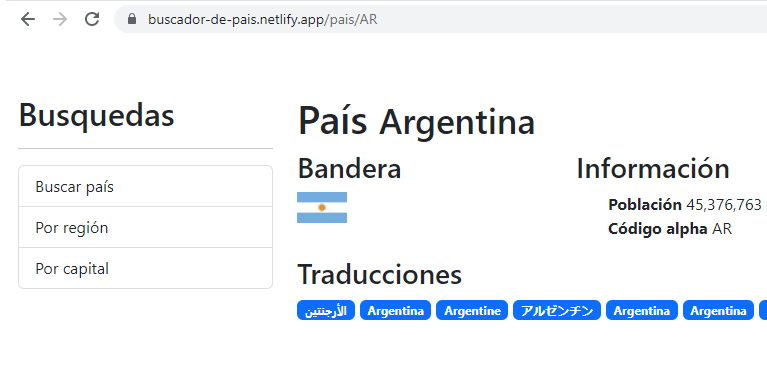 buscador-de-pais.netlify.app/pais/AR
Busquedas
Buscar país
Por región
Por capital
País Argentina
Bandera
Información
Población 45,376,763
Código alpha AR
Traducciones
الأرجنتين Argentina Argentine アルゼンチン Argentina Argentina